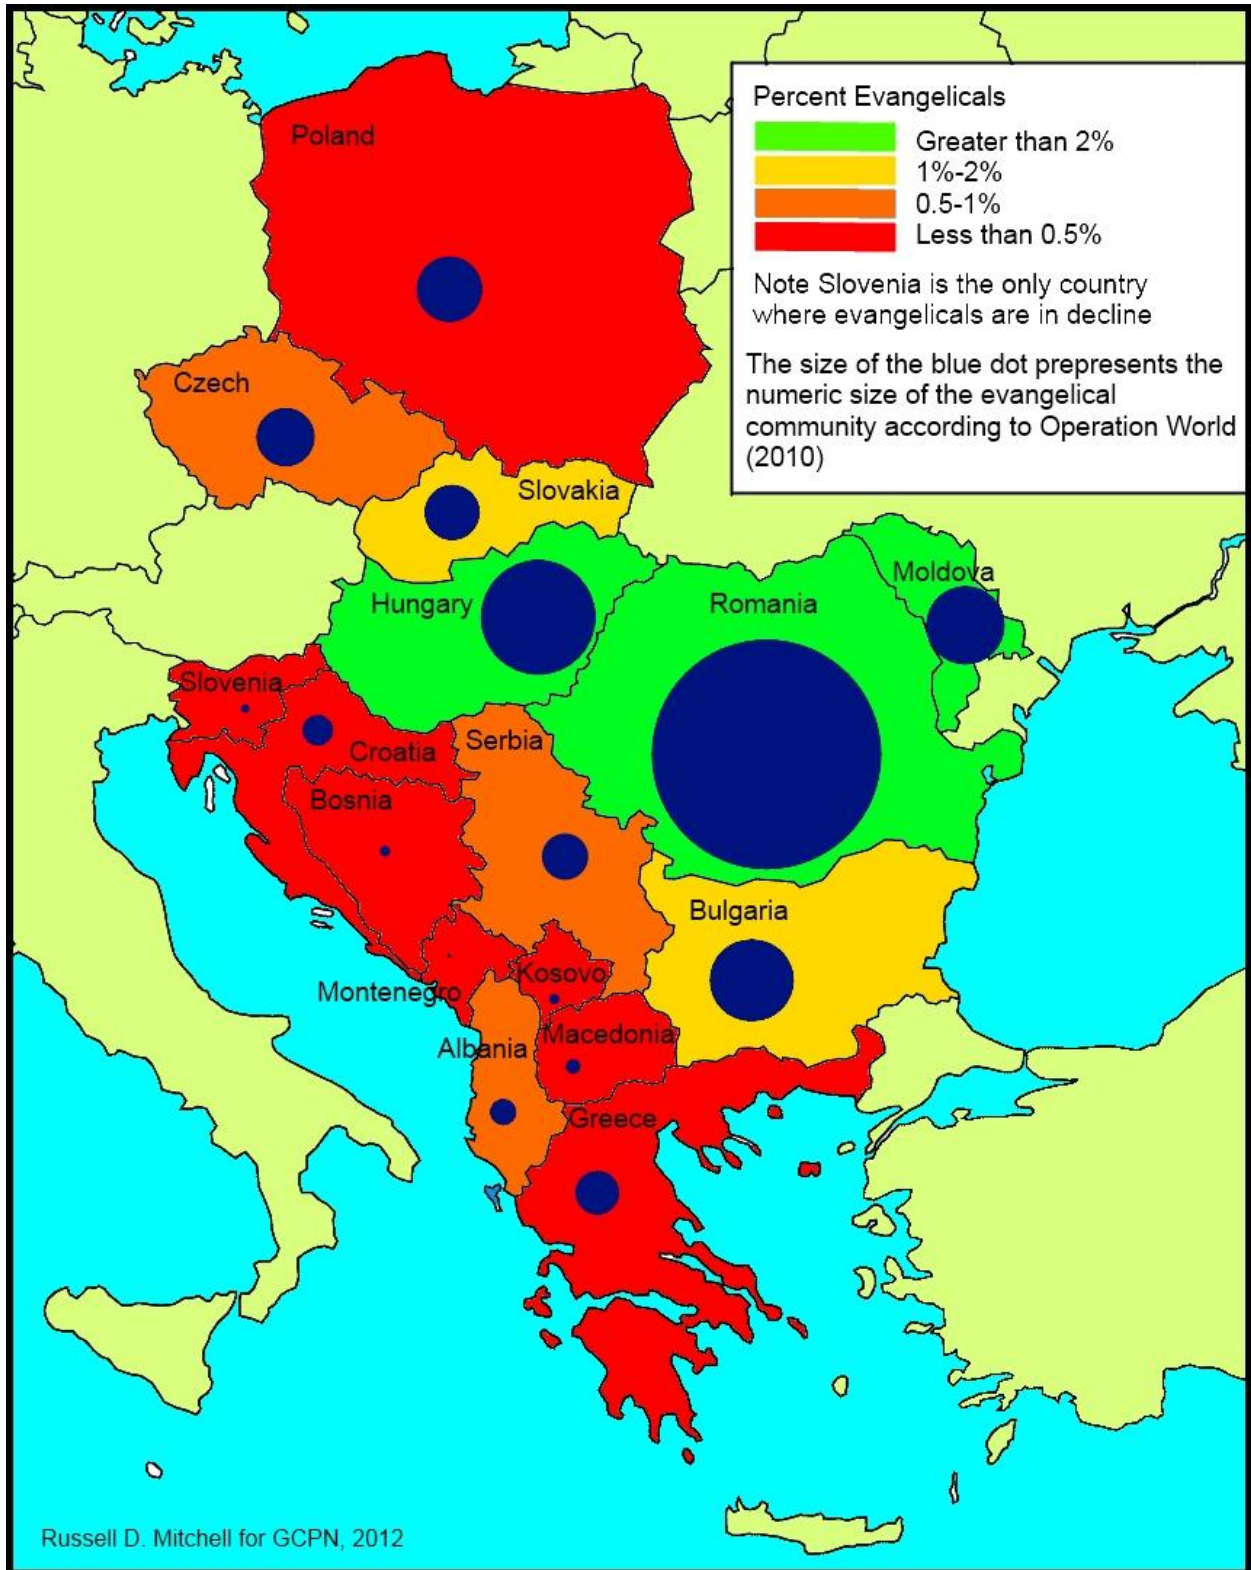 Percent Evangelicals
Greater than 2%
1%-2%
0.5-1%
Less than 0.5%
Note Slovenia is the only country
where evangelicals are in decline
The size of the blue dot prepresents the
numeric size of the evangelical
community according to Operation World
(2010)
Poland
Czech
Slovakia
Moldova
Hungary
Romania
Slovenia
Serbia
Croatia
Bosnia
Bulgaria
Kosovo
Montenegro
Macedonia
Albania
Greece
Russell D. Mitchell for GCPN, 2012